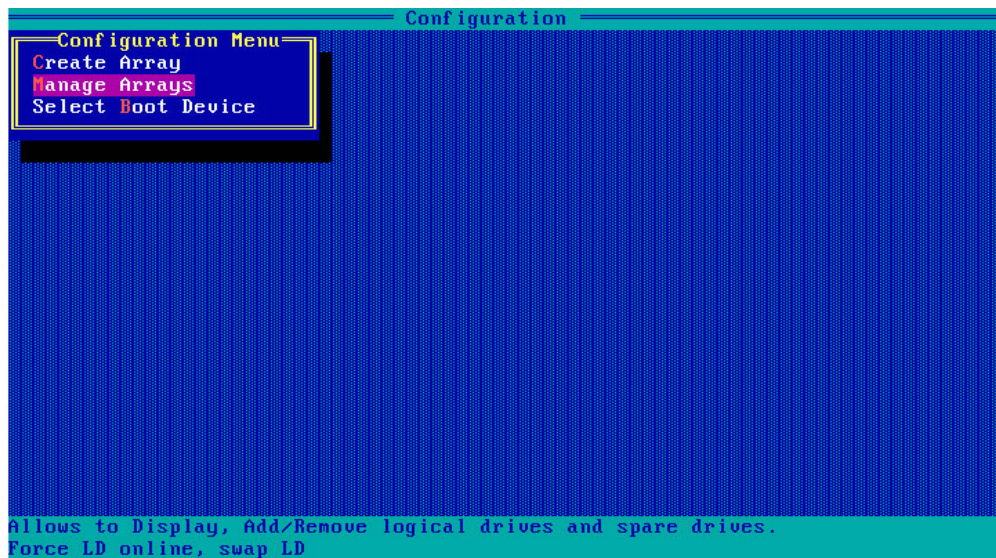 Configuration
Configuration Menu
Create Array
Manage Arrays
Select Boot Device
Allows to Display, Add/Remove logical drives and spare drives.
Force LD online, swap LD